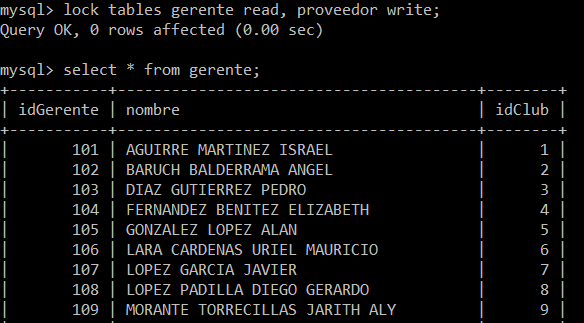 mysql> lock tables gerente read, proveedor write;
Query OK, 0 rows affected (0.00 sec)
mysql> select * from gerente;
+-----------+--------------------------------------+--------+
| idGerente | nombre                               | idClub |
+-----------+--------------------------------------+--------+
|       101 | AGUIRRE MARTINEZ ISRAEL              |      1 |
|       102 | BARUCH BALDERRAMA ANGEL              |      2 |
|       103 | DIAZ GUTIERREZ PEDRO                 |      3 |
|       104 | FERNANDEZ BENITEZ ELIZABETH          |      4 |
|       105 | GONZALEZ LOPEZ ALAN                  |      5 |
|       106 | LARA CARDENAS URIEL MAURICIO         |      6 |
|       107 | LOPEZ GARCIA JAVIER                  |      7 |
|       108 | LOPEZ PADILLA DIEGO GERARDO          |      8 |
|       109 | MORANTE TORRECILLAS JARITH ALY       |      9 |